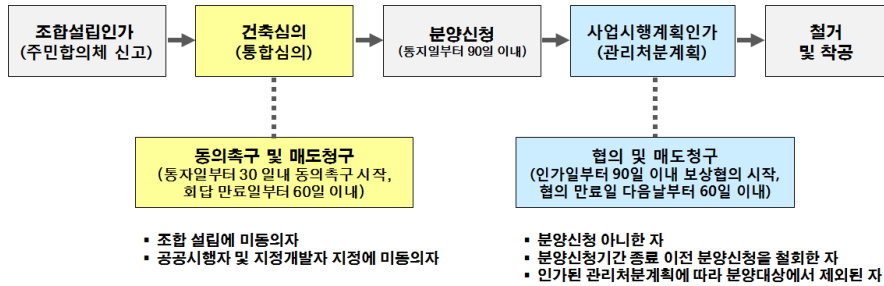 조합설립인가
(주민합의체 신고)
건축심의
(통합심의)
분양신청
(통지일부터 90일 이내)
사업시행계획인가
(관리처분계획)
철거
및 착공
동의촉구 및 매도청구
(통자일부터 30 일내 동의촉구 시작,
회답 만료일부터 60일 이내)
협의 및 매도청구
(인가일부터 90일 이내 보상협의 시작,
협의 만료일 다음날부터 60일 이내)
▪ 조합 설립에 미동의자
▪ 공공시행자 및 지정개발자 지정에 미동의자
▪ 분양신청 아니한 자
▪ 분양신청기간 종료 이전 분양신청을 철회한 자
▪ 인가된 관리처분계획에 따라 분양대상에서 제외된 자